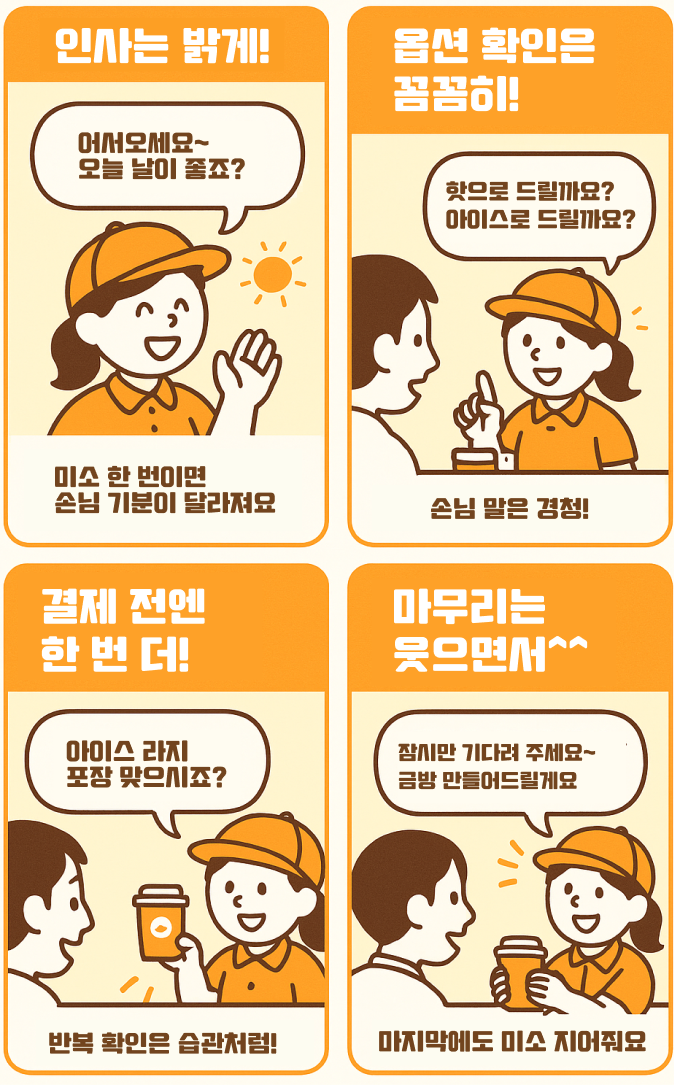 인사는 밝게!
어서오세요~
오늘 날이 좋죠?
미소 한 번이면
손님 기분이 달라져요
옵션 확인은
꼼꼼히!
핫으로 드릴까요?
아이스로 드릴까요?
손님 말은 경청!
결제 전엔
한 번 더!
아이스 라지
포장 맞으시죠?
반복 확인은 습관처럼!
마무리는
웃으면서^^
잠시만 기다려 주세요~
금방 만들어드릴게요
마지막에도 미소 지어줘요